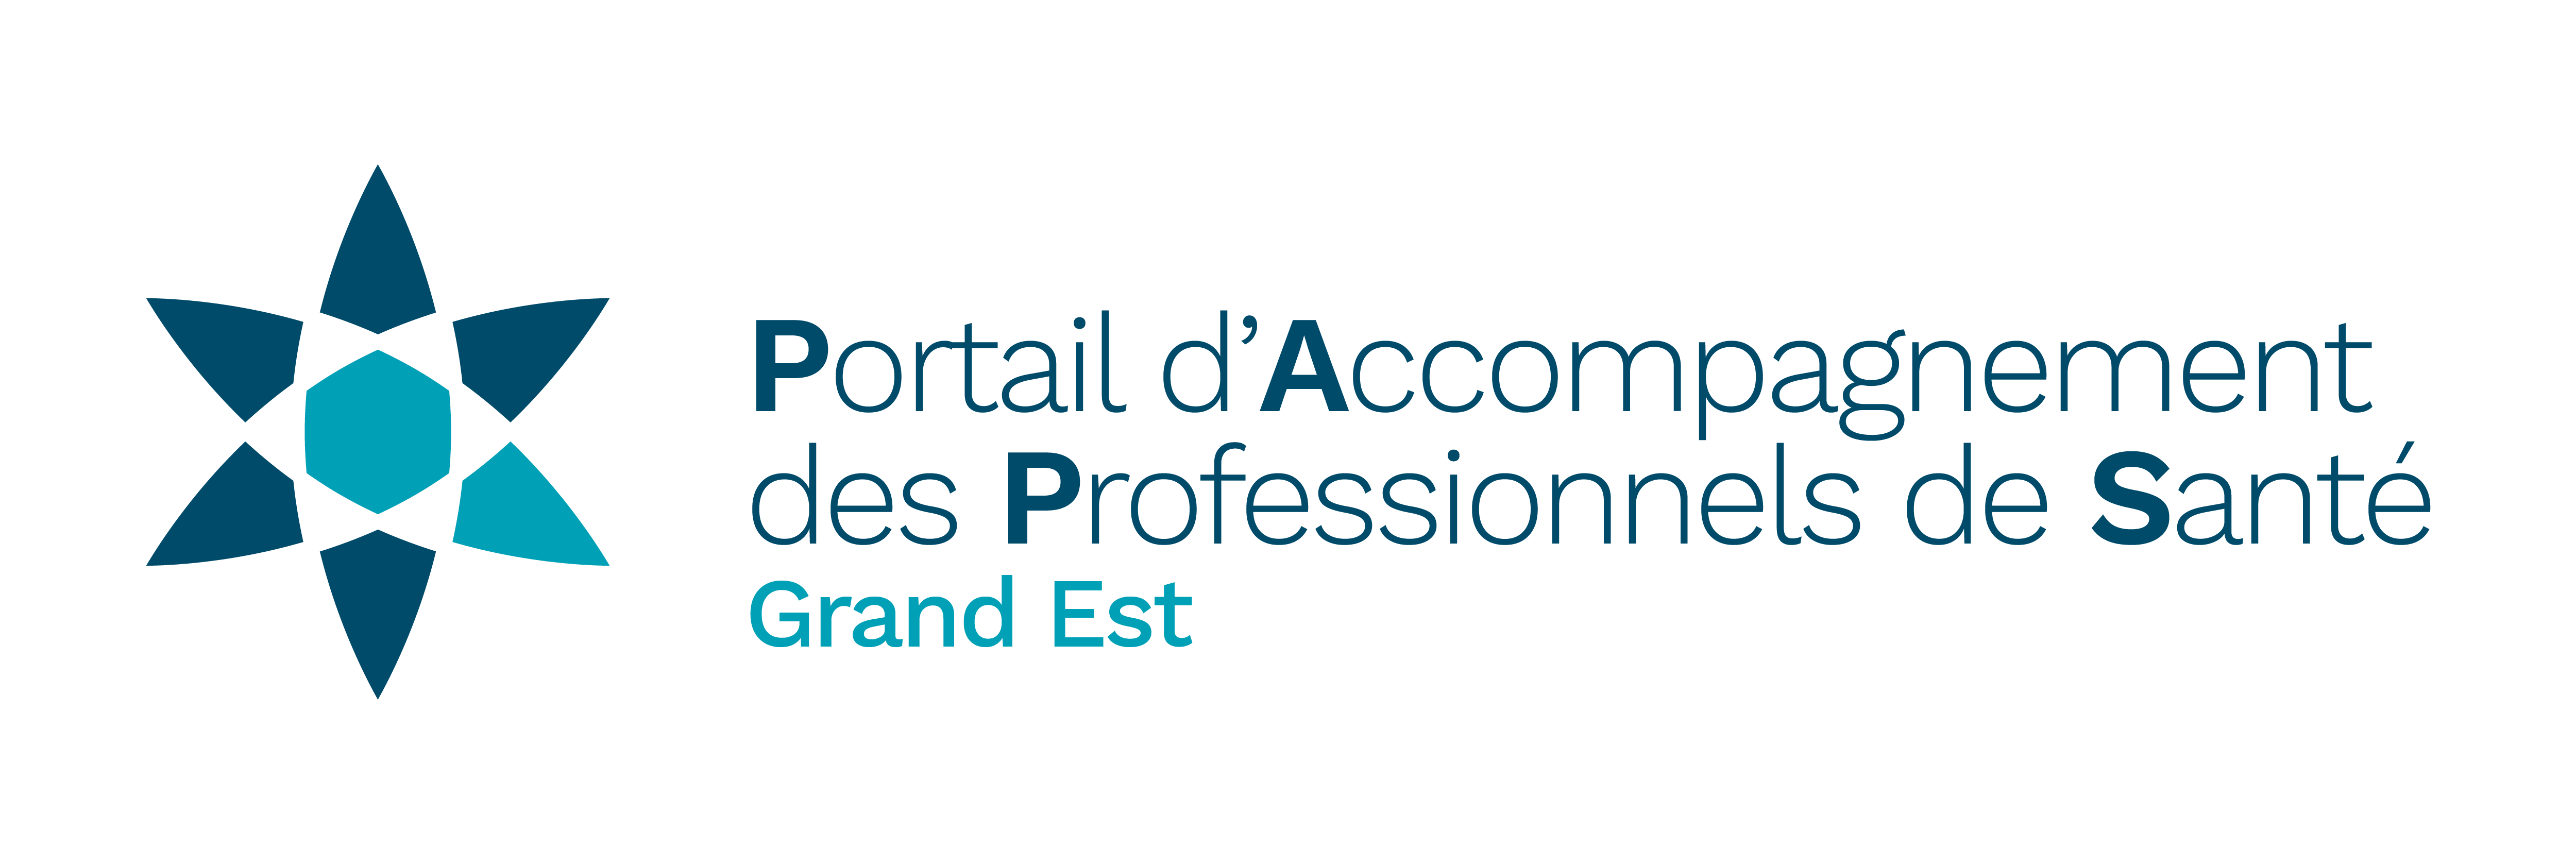 Portail d’Accompagnement
des Professionnels de Santé
Grand Est